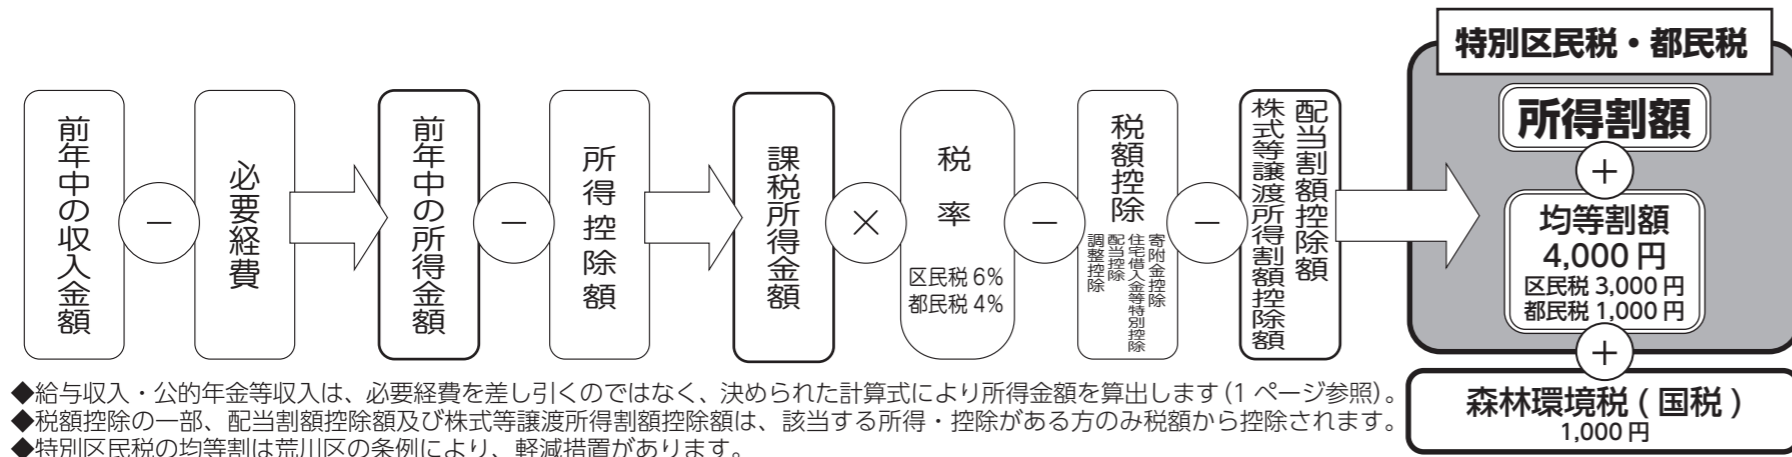 前年中の収入金額
−
必要経費
前年中の所得金額
−
所得控除額
課税所得金額
×
税率
区民税 6%
都民税 4%
−
税額控除
寄附金控除
住宅借入金等特別控除
配当控除
調整控除
−
配当割額控除額
株式等譲渡所得割額控除額
特別区民税・都民税
所得割額
+
均等割額
4,000 円
区民税 3,000 円
都民税 1,000 円
+
森林環境税 ( 国税 )
1,000 円
◆給与収入・公的年金等収入は、必要経費を差し引くのではなく、決められた計算式により所得金額を算出します (1 ページ参照)。
◆税額控除の一部、配当割額控除額及び株式等譲渡所得割額控除額は、該当する所得・控除がある方のみ税額から控除されます。
◆特別区民税の均等割は荒川区の条例により、軽減措置があります。